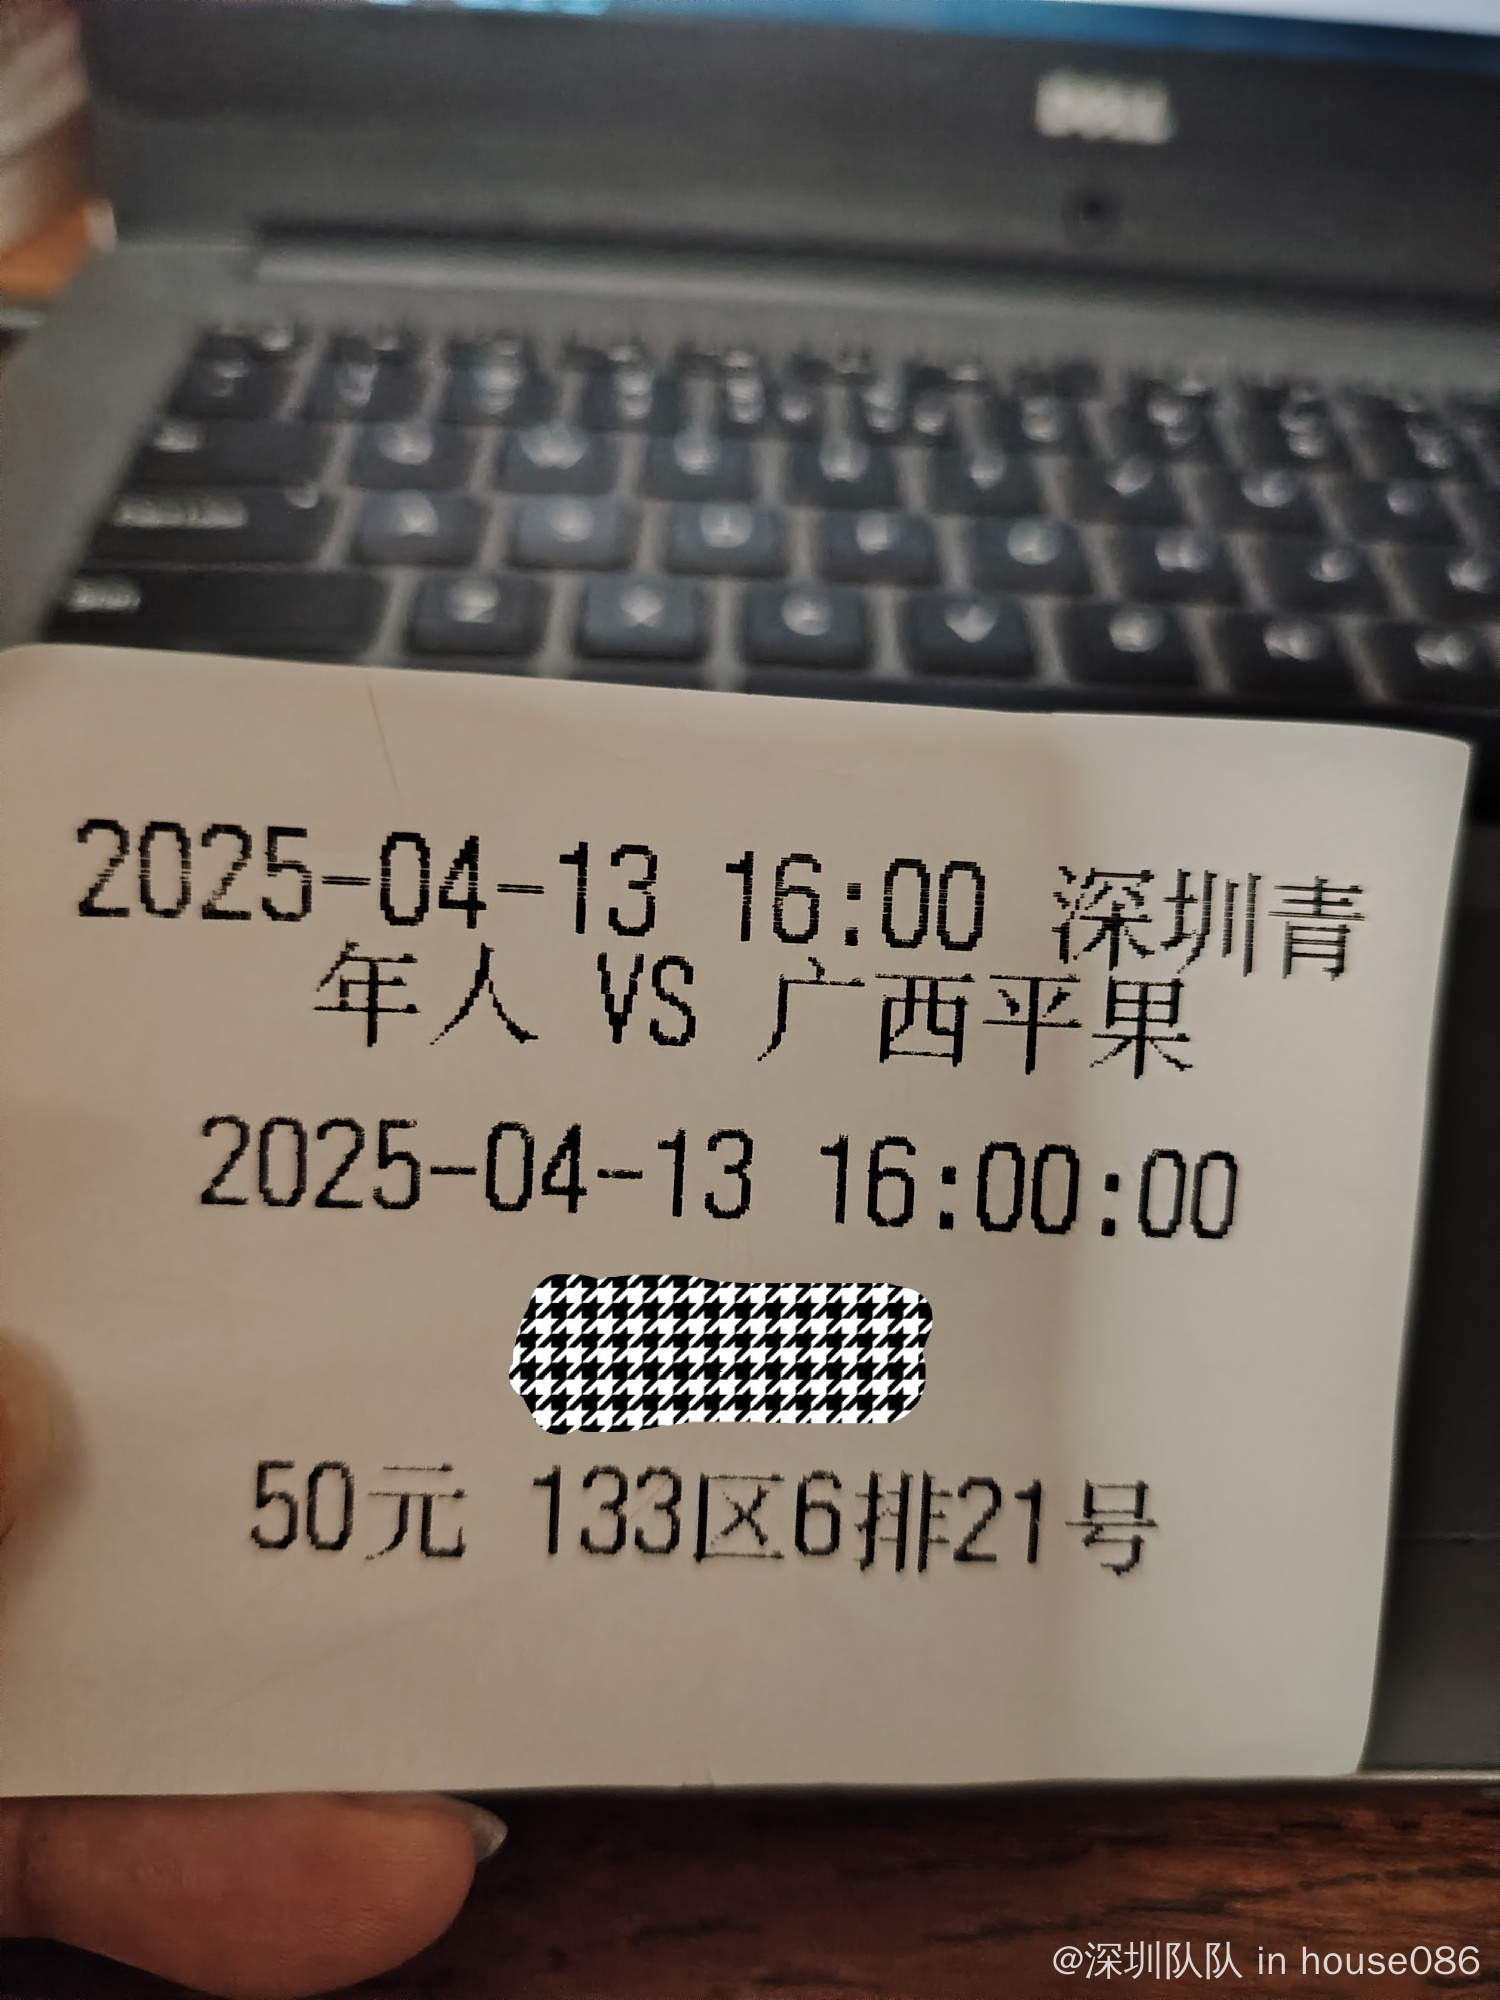 DELL
2025-04-13 16:00 深圳青
年人 VS 广西平果
2025-04-13 16:00:00
50元 133区6排21号
@深圳队队 in house086